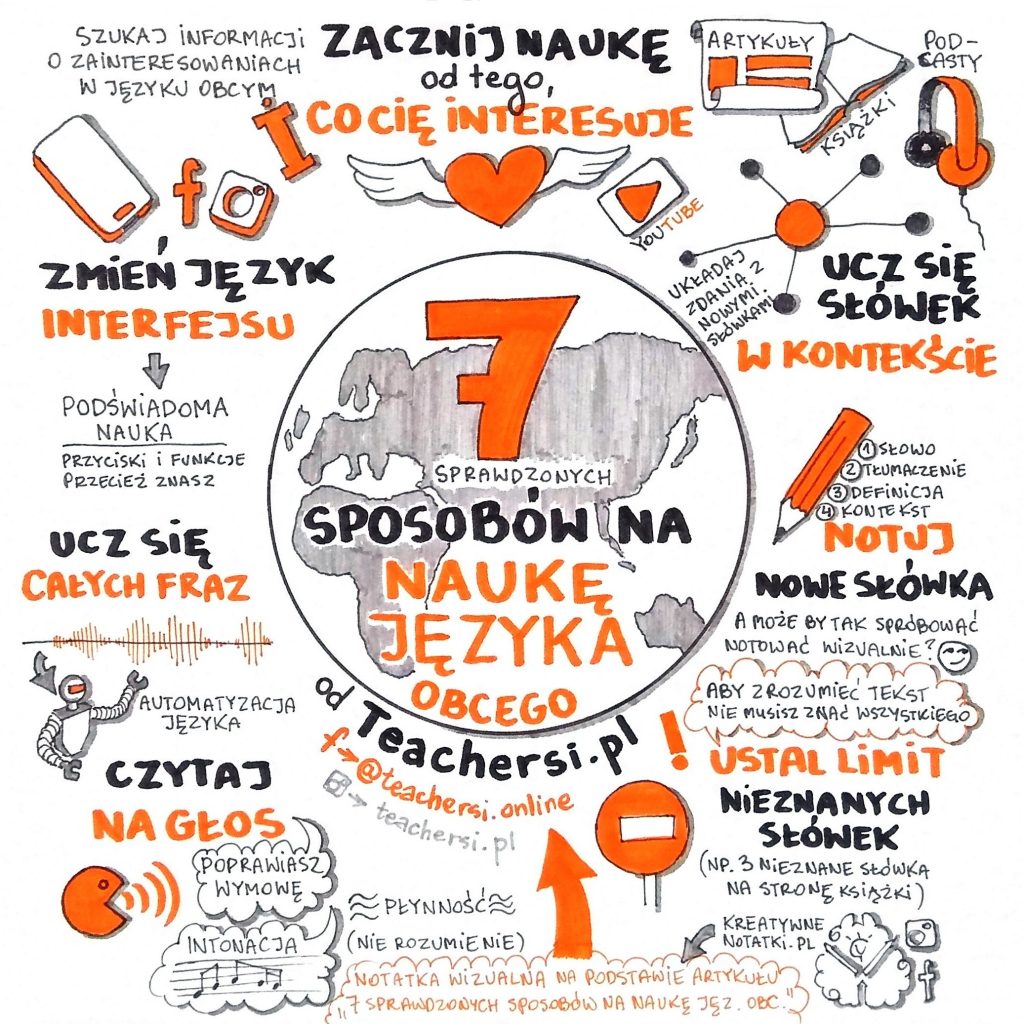 SZUKAJ INFORMACJI
O ZAINTERESOWANIACH
W JĘZYKU OBCYM
ZACZNIJ NAUKĘ
od tego,
CO CIĘ INTERESUJE
ARTYKUŁY
KSIĄŻKI
POD-
CASTY
YOUTUBE
f
ZMIEŃ JĘZYK
INTERFEJSU
PODŚWIADOMA
NAUKA
PRZYCISKI I FUNKCJE
PRZECIEŻ ZNASZ
UKŁADAJ
ZDANIA Z
NOWYMI
SŁÓWKAMI
UCZ SIĘ
SŁÓWEK
W KONTEKŚCIE
7
SPRAWDZONYCH
SPOSOBÓW NA
NAUKĘ
JĘZYKA
OBCEGO
od Teachersi.pl
f → @teachersi.online
→ teachersi.pl
1 SŁOWO
2 TŁUMACZENIE
3 DEFINICJA
4 KONTEKST
NOTUJ
NOWE SŁÓWKA
A MOŻE BY TAK SPRÓBOWAĆ
NOTOWAĆ WIZUALNIE?
UCZ SIĘ
CAŁYCH FRAZ
AUTOMATYZACJA
JĘZYKA
ABY ZROZUMIEĆ TEKST
NIE MUSISZ ZNAĆ WSZYSTKIEGO
! USTAL LIMIT
NIEZNANYCH
SŁÓWEK
(NP. 3 NIEZNANE SŁÓWKA
NA STRONĘ KSIĄŻKI)
CZYTAJ
NA GŁOS
POPRAWIASZ
WYMOWĘ
INTONACJA
≈ PŁYNNOŚĆ ≈
(NIE ROZUMIENIE)
KREATYWNE
NOTATKI.PL
f
NOTATKA WIZUALNA NA PODSTAWIE ARTYKUŁU
"7 SPRAWDZONYCH SPOSOBÓW NA NAUKĘ JĘZ. OBC."